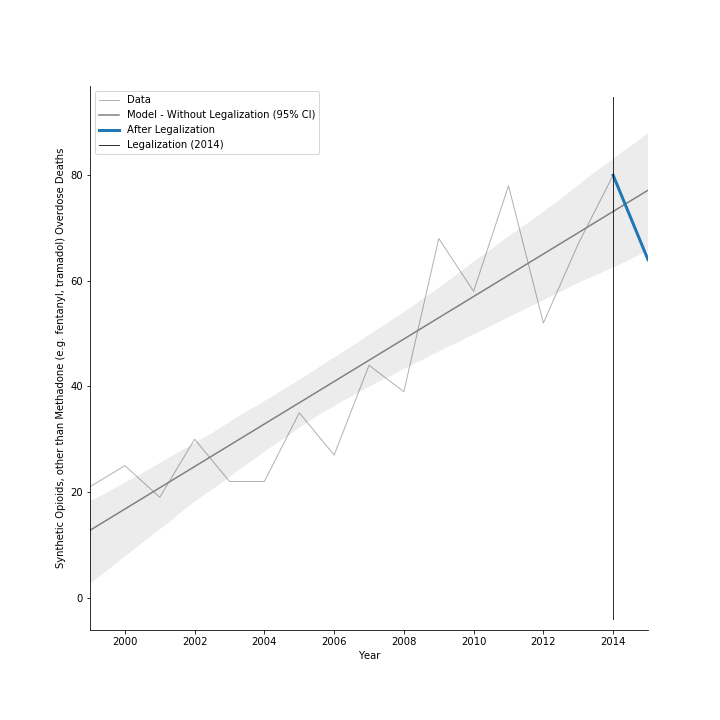 Data
Model - Without Legalization (95% CI)
After Legalization
Legalization (2014)
Synthetic Opioids, other than Methadone (e.g. fentanyl, tramadol) Overdose Deaths
80
60
40
20
0
2000 2002 2004 2006 2008 2010 2012 2014
Year